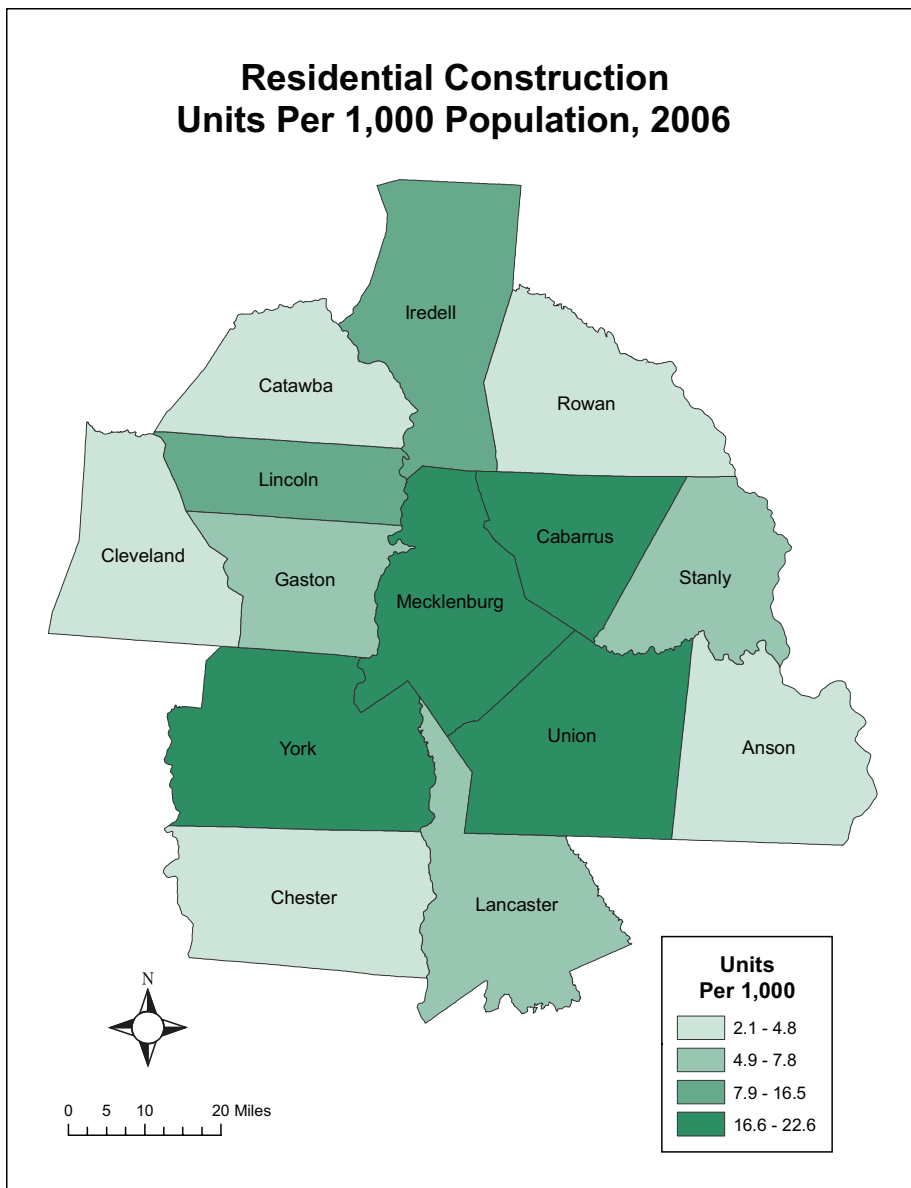 Residential Construction
Units Per 1,000 Population, 2006
Iredell
Catawba
Rowan
Lincoln
Cabarrus
Cleveland
Gaston
Stanly
Mecklenburg
York
Union
Anson
Chester
Lancaster
Units
Per 1,000
2.1 - 4.8
4.9 - 7.8
7.9 - 16.5
16.6 - 22.6
N
0 5 10 20 Miles